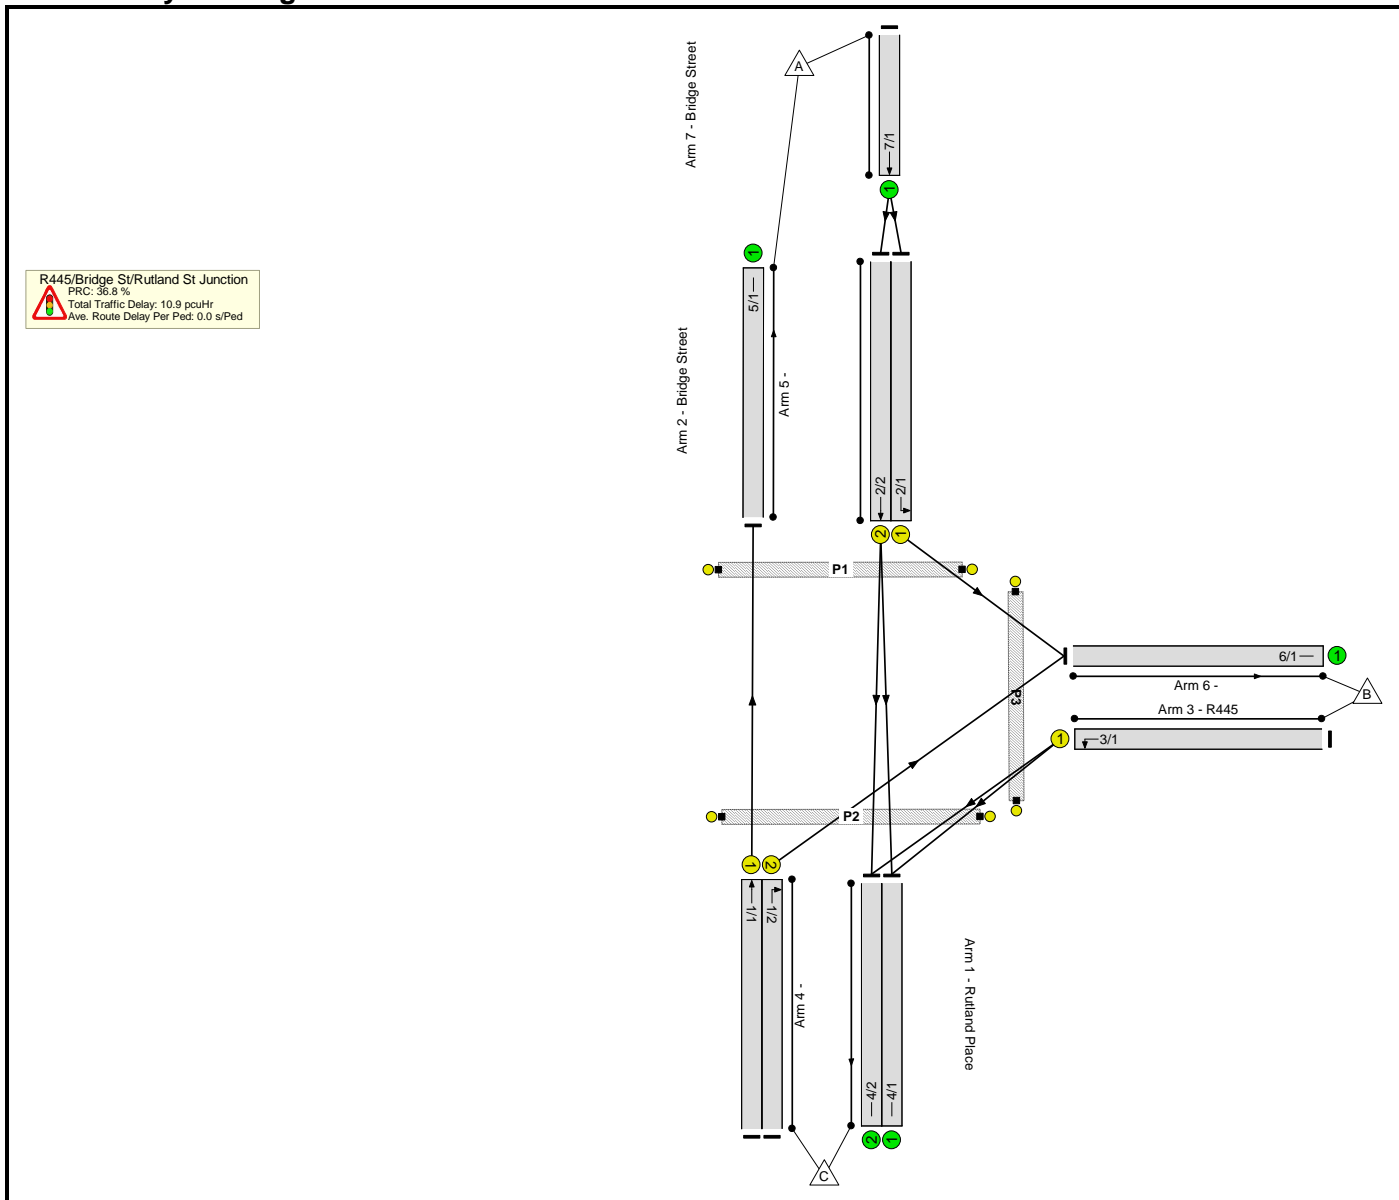 A
Arm 7 - Bridge Street
7/1
1
1
R445/Bridge St/Rutland St Junction
PRC: 36.8 %
Total Traffic Delay: 10.9 pcuHr
Ave. Route Delay Per Ped: 0.0 s/Ped
5/1
Arm 2 - Bridge Street
Arm 5 -
2/2
2/1
2
1
P1
6/1
1
Arm 6 -
P3
B
Arm 3 - R445
1
3/1
P2
1
2
1/1
1/2
Arm 4 -
Arm 1 - Rutland Place
4/2
4/1
2
1
C